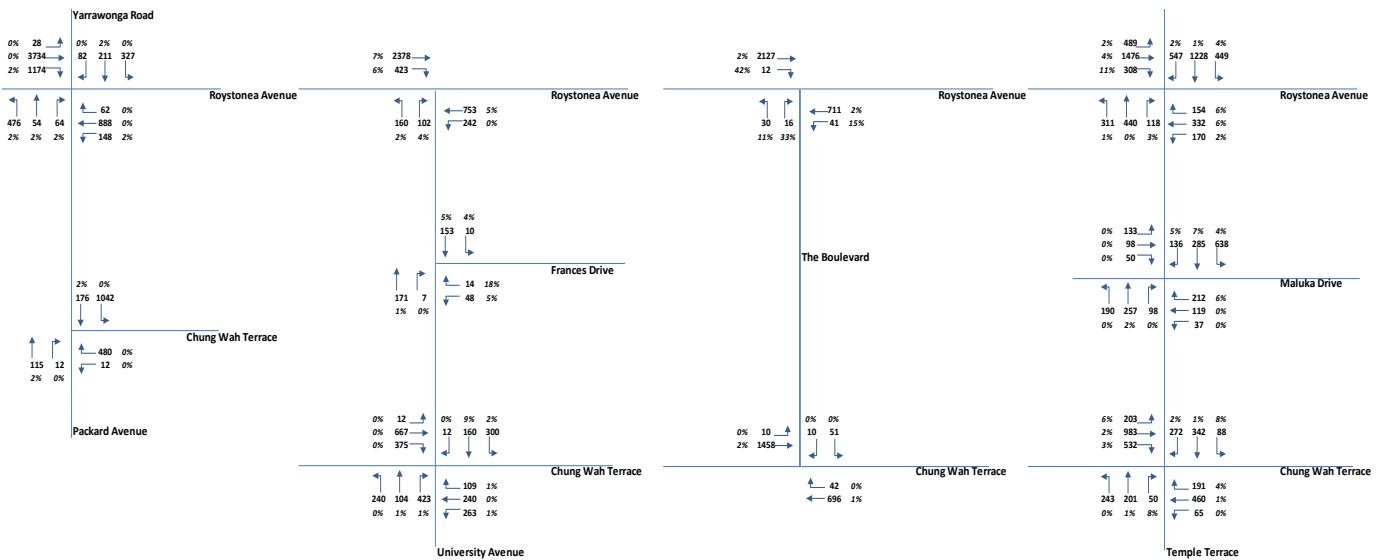 Yarrawonga Road
0% 28 0% 2% 0%
0% 3734 82 211 327
2% 1174
Roystonea Avenue
62 0%
476 54 64 888 0%
2% 2% 2% 148 2%
2% 0%
176 1042
Chung Wah Terrace
480 0%
115 12 12 0%
2% 0%
Packard Avenue
7% 2378
6% 423
Roystonea Avenue
753 5%
160 102 242 0%
2% 4%
5% 4%
153 10
Frances Drive
14 18%
171 7 48 5%
1% 0%
0% 12 0% 9% 2%
0% 667 12 160 300
0% 375
Chung Wah Terrace
109 1%
240 104 423 240 0%
0% 1% 1% 263 1%
University Avenue
2% 2127
42% 12
Roystonea Avenue
711 2%
30 16 41 15%
11% 33%
The Boulevard
0% 0%
0% 10 10 51
2% 1458
Chung Wah Terrace
42 0%
696 1%
2% 489 2% 1% 4%
4% 1476 547 1228 449
11% 308
Roystonea Avenue
154 6%
311 440 118 332 6%
1% 0% 3% 170 2%
0% 133 5% 7% 4%
0% 98 136 285 638
0% 50
Maluka Drive
212 6%
190 257 98 119 0%
0% 2% 0% 37 0%
6% 203 2% 1% 8%
2% 983 272 342 88
3% 532
Chung Wah Terrace
191 4%
243 201 50 460 1%
0% 1% 8% 65 0%
Temple Terrace